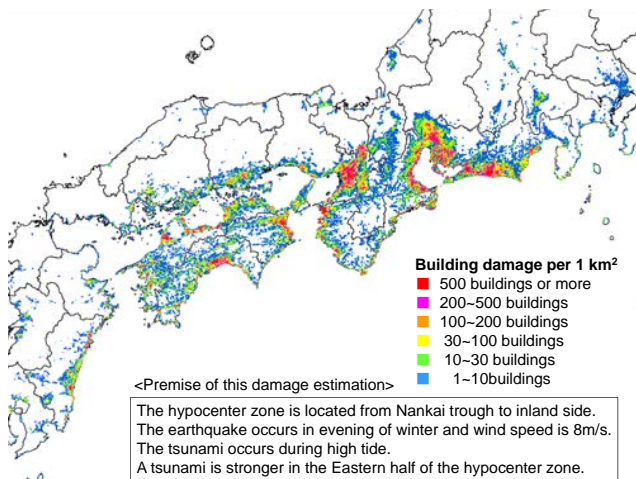 Building damage per 1 km²
500 buildings or more
200~500 buildings
100~200 buildings
30~100 buildings
10~30 buildings
1~10buildings
<Premise of this damage estimation>
The hypocenter zone is located from Nankai trough to inland side.
The earthquake occurs in evening of winter and wind speed is 8m/s.
The tsunami occurs during high tide.
A tsunami is stronger in the Eastern half of the hypocenter zone.